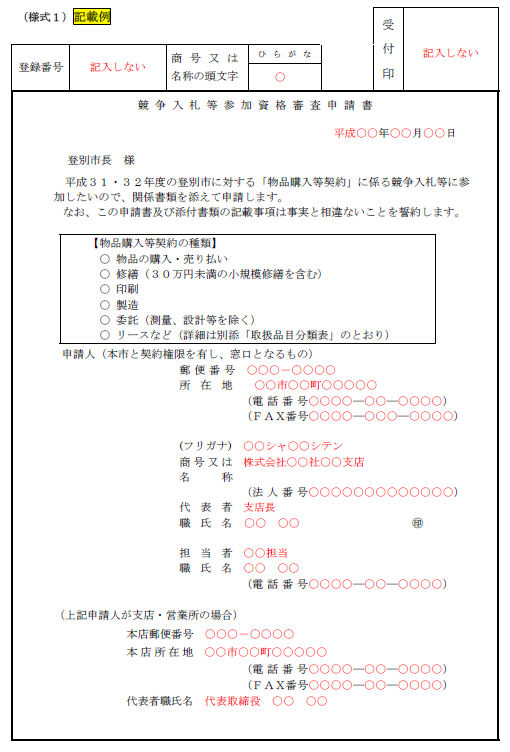 （様式１）記載例
登録番号
記入しない
商号又は
名称の頭文字
ひらがな
○
受付印
記入しない
競争入札等参加資格審査申請書
平成○○年○○月○○日
登別市長　様
平成３１・３２年度の登別市に対する「物品購入等契約」に係る競争入札等に参
加したいので、関係書類を添えて申請します。
なお、この申請書及び添付書類の記載事項は事実と相違ないことを誓約します。
【物品購入等契約の種類】
○ 物品の購入・売り払い
○ 修繕（３０万円未満の小規模修繕を含む）
○ 印刷
○ 製造
○ 委託（測量、設計等を除く）
○ リースなど（詳細は別添「取扱品目分類表」のとおり）
申請人（本市と契約権限を有し、窓口となるもの）
郵便番号　○○○－○○○○
所在地　○○市○○町○○○○○
（電話番号○○○○―○○―○○○○）
（ＦＡＸ番号○○○○―○○○―○○○○）
(フリガナ)　○○シャ○○シテン
商号又は　株式会社○○社○○支店
名称
（法人番号○○○○○○○○○○○○○）
代表者　支店長
職氏名　○○　○○　㊞
担当者　○○担当
職氏名　○○　○○
（電話番号○○○○―○○―○○○○）
（上記申請人が支店・営業所の場合）
本店郵便番号　○○○－○○○○
本店所在地　○○市○○町○○○○○
（電話番号○○○○―○○―○○○○）
（ＦＡＸ番号○○○○―○○―○○○○）
代表者職氏名　代表取締役　○○　○○